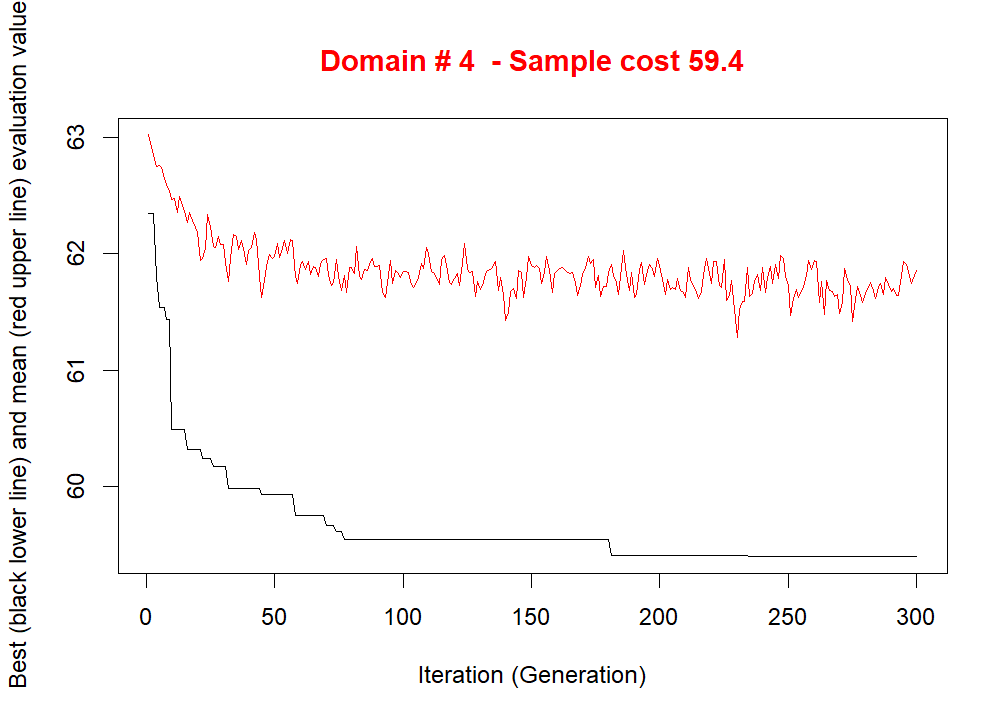 Domain # 4 - Sample cost 59.4
Best (black lower line) and mean (red upper line) evaluation value
63
62
61
60
0 50 100 150 200 250 300
Iteration (Generation)